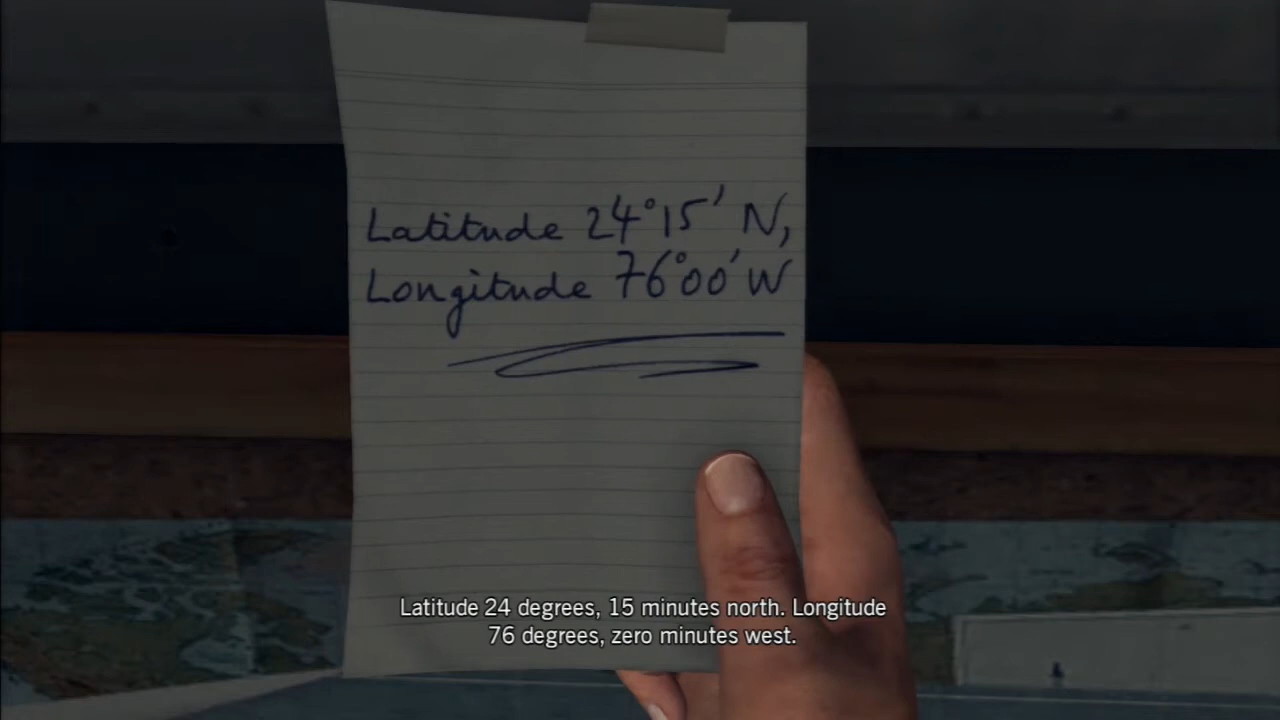 Latitude 24°15' N,
Longitude 76°00' W
Latitude 24 degrees, 15 minutes north. Longitude
76 degrees, zero minutes west.